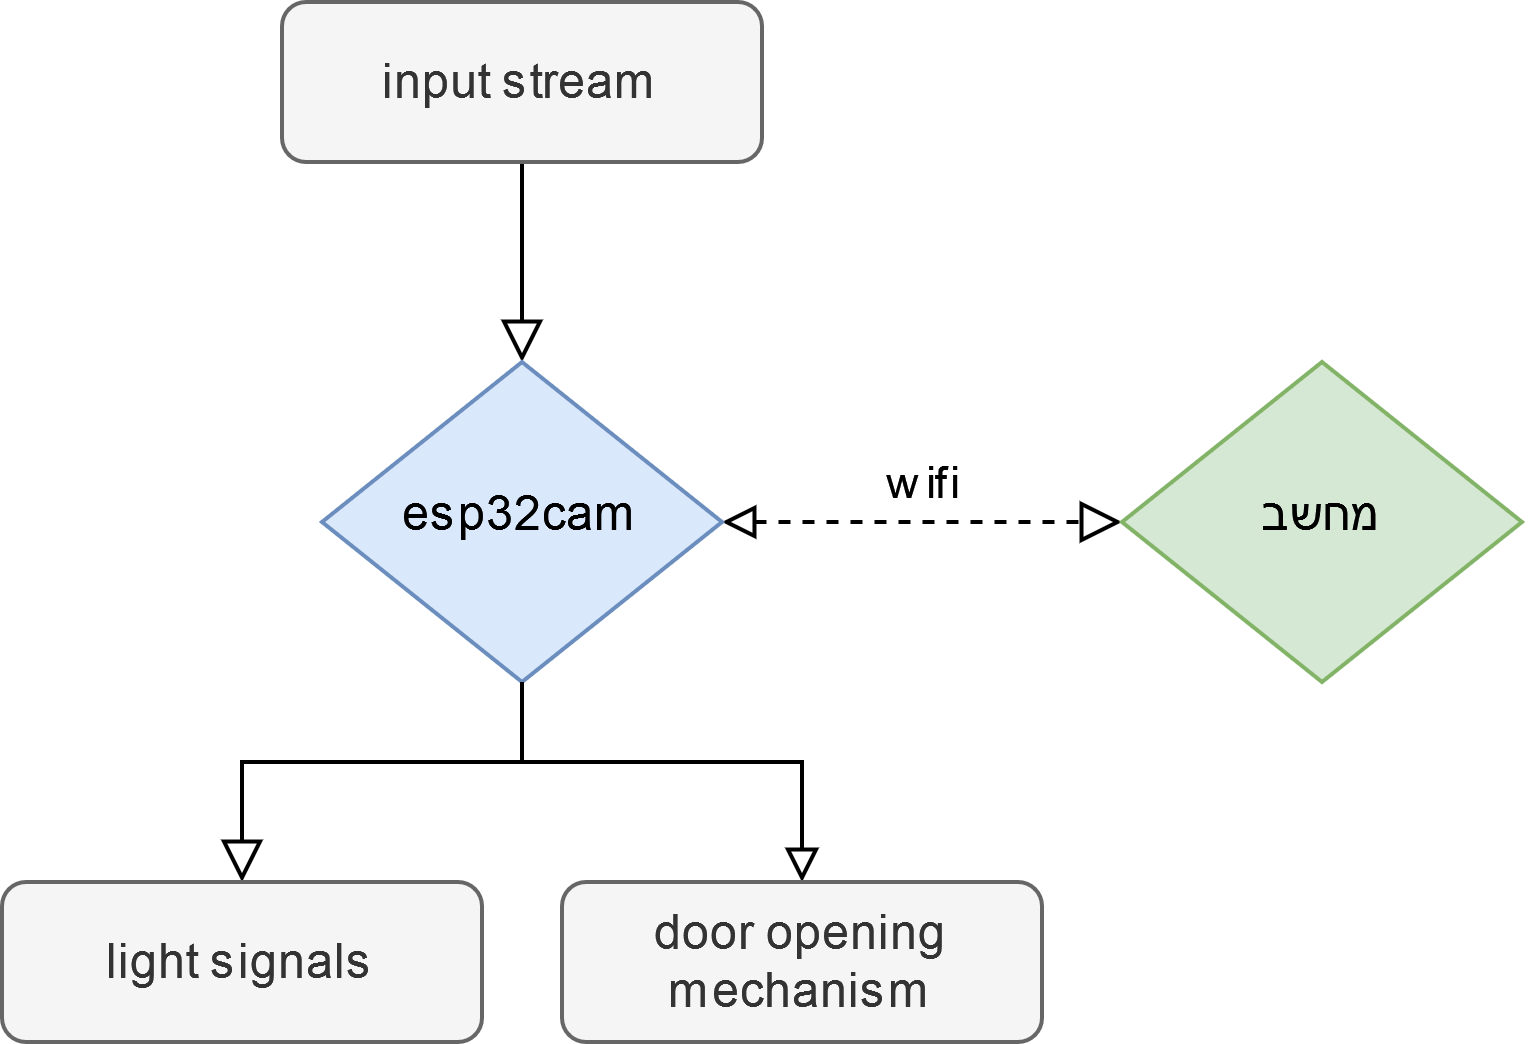 input stream
wifi
esp32cam
מחשב
light signals
door opening
mechanism